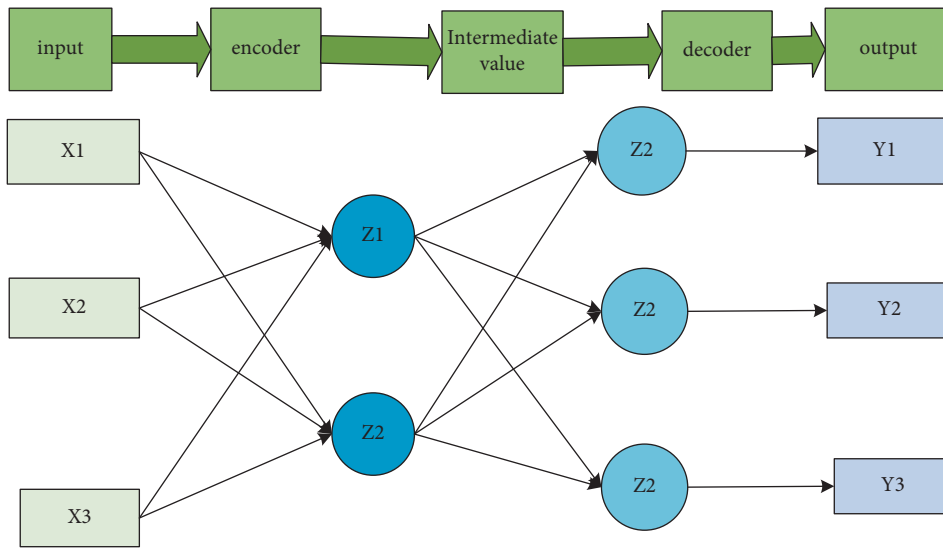 input
encoder
Intermediate
value
decoder
output
X1
Z2
Y1
Z1
X2
Z2
Y2
Z2
X3
Z2
Y3